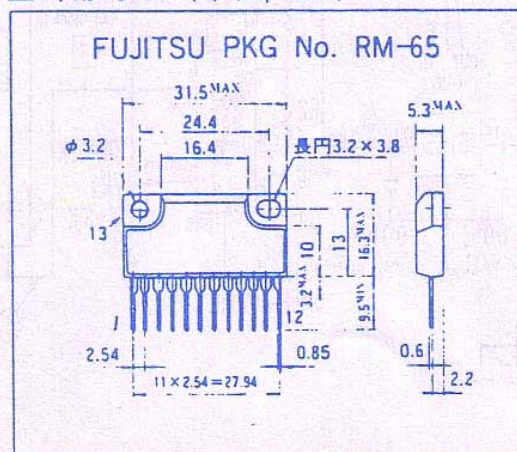 FUJITSU PKG No. RM-65
31.5MAX
24.4
16.4
φ3.2
長円3.2×3.8
5.3MAX
13
10
13
16.3MAX
3.2MAX
9.5MIN
1
12
2.54
0.85
11×2.54=27.94
0.6
2.2